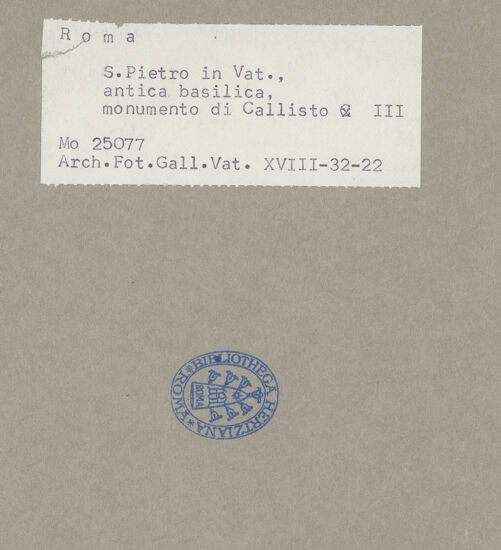 Roma
S.Pietro in Vat.,
antica basilica,
monumento di Callisto III
Mo 25077
Arch.Fot.Gall.Vat. XVIII-32-22
*BIBLIOTHECA HERTZIANA*ROMA
ROMA